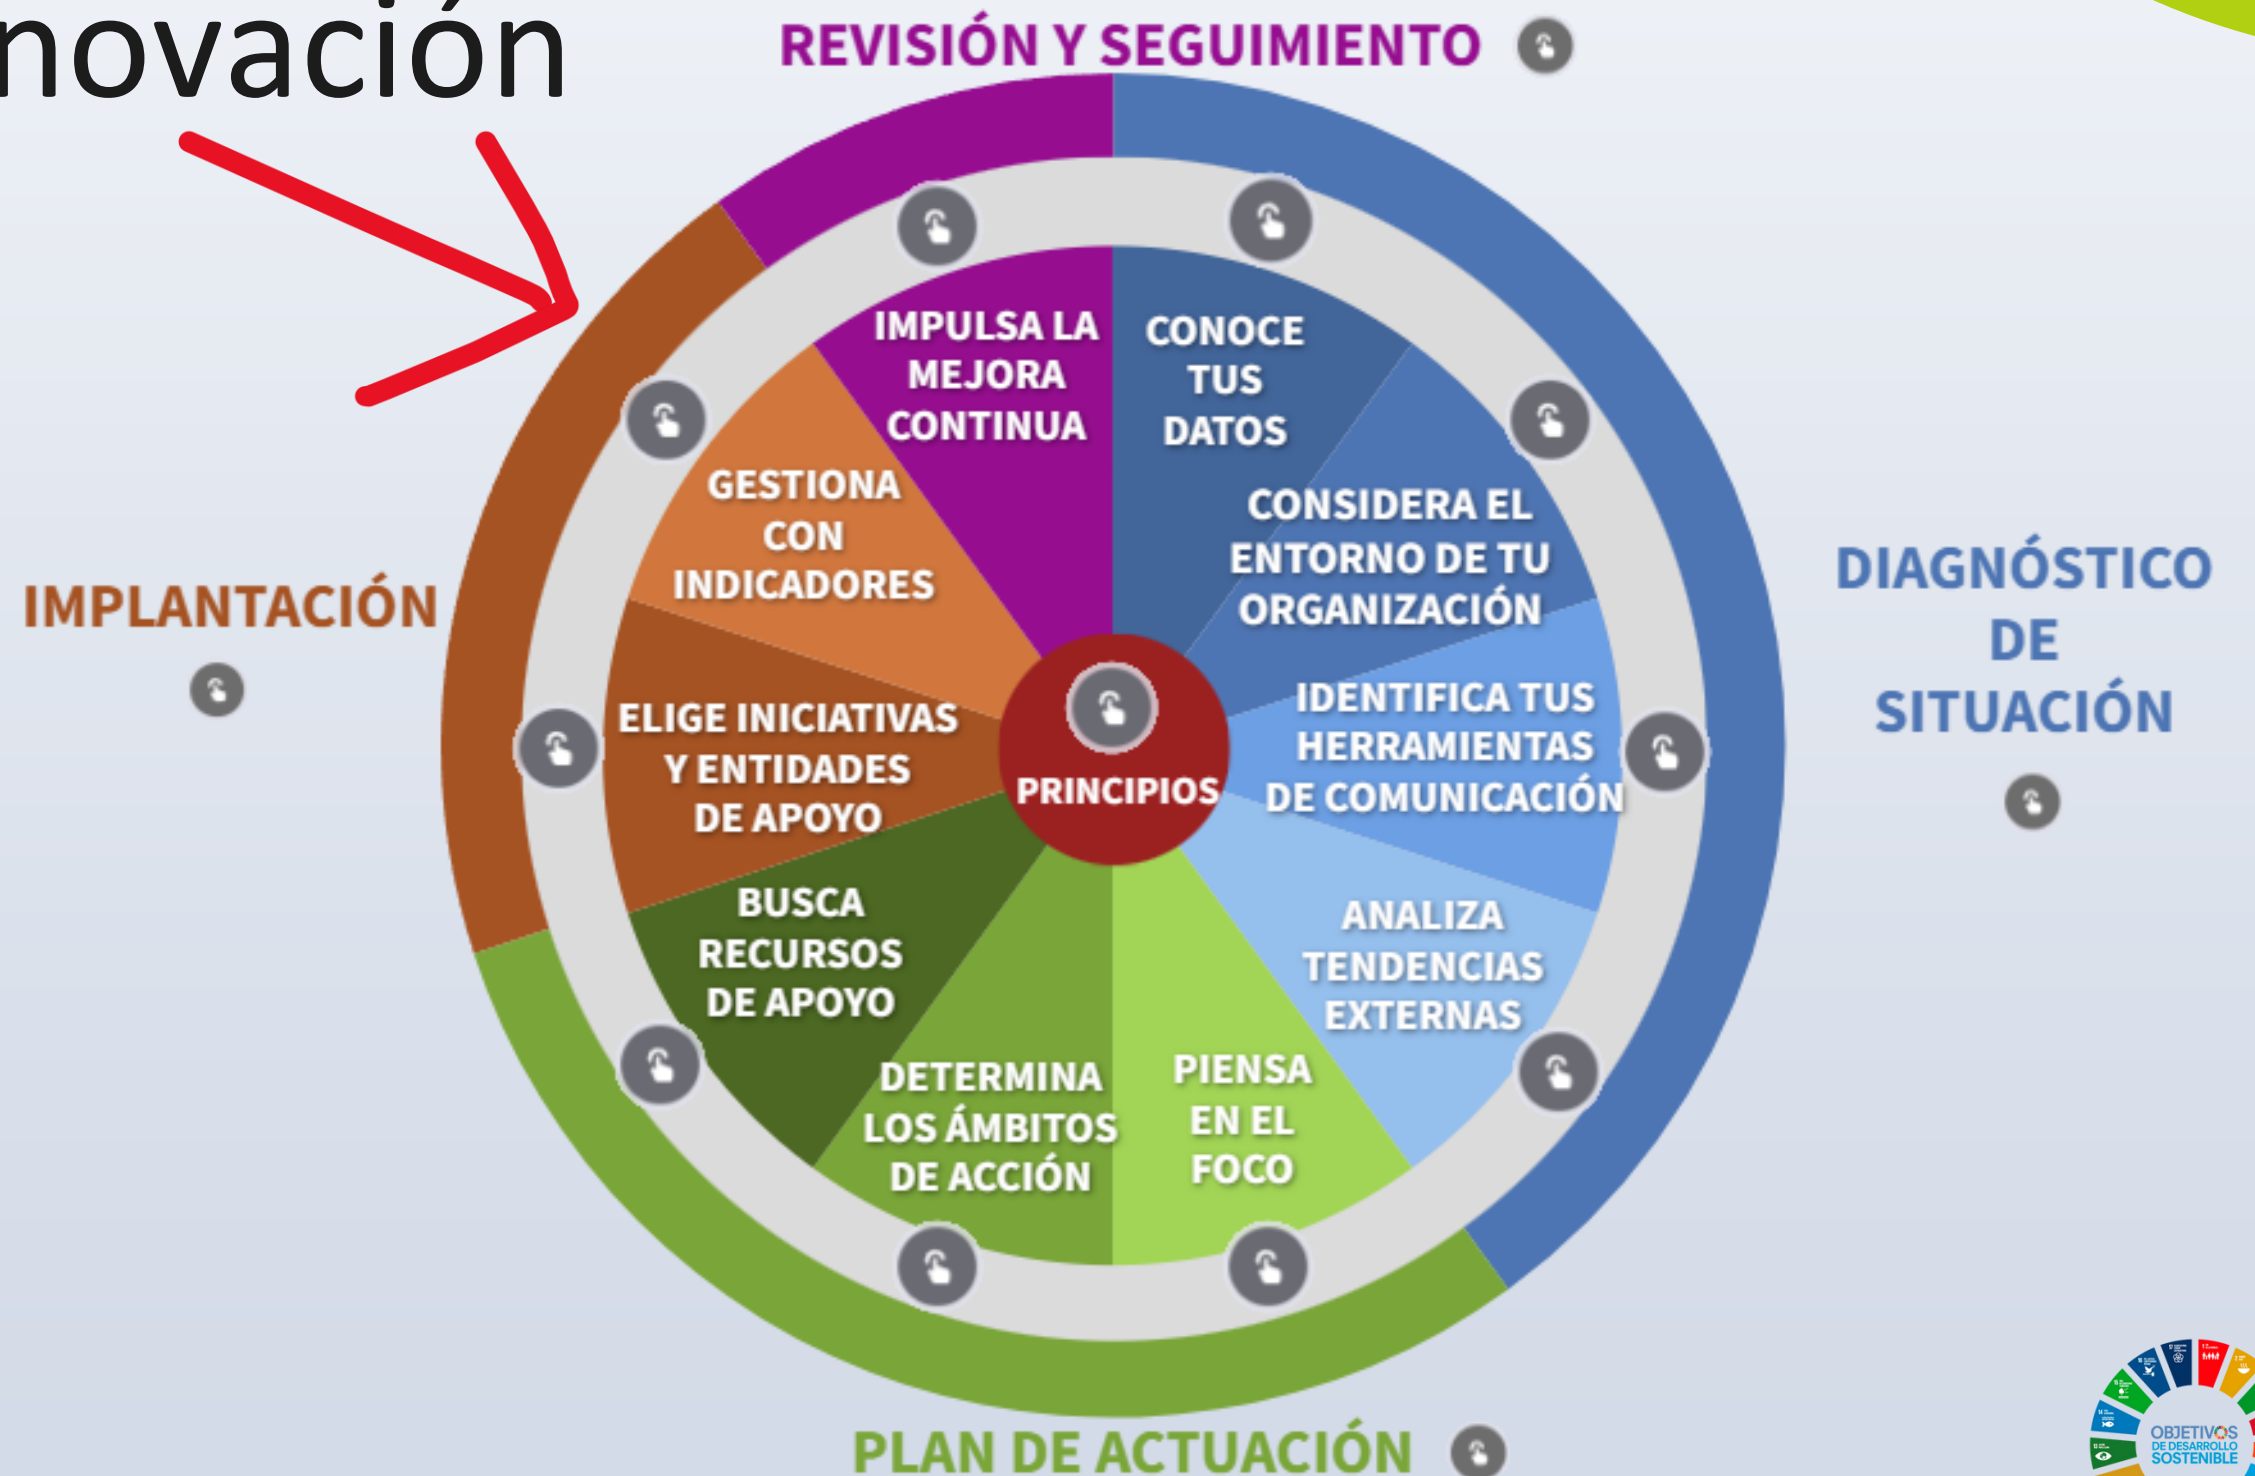 novación
REVISIÓN Y SEGUIMIENTO
IMPULSA LA
MEJORA
CONTINUA
CONOCE
TUS
DATOS
GESTIONA
CON
INDICADORES
CONSIDERA EL
ENTORNO DE TU
ORGANIZACIÓN
IMPLANTACIÓN
DIAGNÓSTICO
DE
SITUACIÓN
ELIGE INICIATIVAS
Y ENTIDADES
DE APOYO
PRINCIPIOS
IDENTIFICA TUS
HERRAMIENTAS
DE COMUNICACIÓN
BUSCA
RECURSOS
DE APOYO
ANALIZA
TENDENCIAS
EXTERNAS
DETERMINA
LOS ÁMBITOS
DE ACCIÓN
PIENSA
EN EL
FOCO
PLAN DE ACTUACIÓN
OBJETIVOS
DE DESARROLLO
SOSTENIBLE